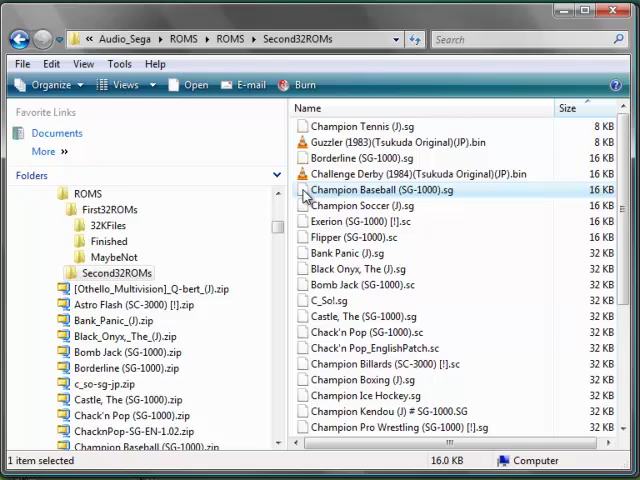 Audio_Sega ▸ ROMS ▸ ROMS ▸ Second32ROMs
Search
File Edit View Tools Help
Organize Views Open E-mail Burn
Favorite Links
Documents
More »
Folders
ROMS
First32ROMs
32KFiles
Finished
MaybeNot
Second32ROMs
[Othello_Multivision]_Q-bert_(J).zip
Astro Flash (SC-3000) [!].zip
Bank_Panic_(J).zip
Black_Onyx,_The_(J).zip
Bomb Jack (SG-1000).zip
Borderline (SG-1000).zip
c_so-sg-jp.zip
Castle, The (SG-1000).zip
Chack'n Pop (SG-1000).zip
ChacknPop-SG-EN-1.02.zip
Champion Baseball (SG-1000).zip
Name Size
Champion Tennis (J).sg 8 KB
Guzzler (1983)(Tsukuda Original)(JP).bin 8 KB
Borderline (SG-1000).sg 16 KB
Challenge Derby (1984)(Tsukuda Original)(JP).bin 16 KB
Champion Baseball (SG-1000).sg 16 KB
Champion Soccer (J).sg 16 KB
Exerion (SG-1000) [!].sc 16 KB
Flipper (SG-1000).sc 16 KB
Bank Panic (J).sg 32 KB
Black Onyx, The (J).sg 32 KB
Bomb Jack (SG-1000).sg 32 KB
C_So!.sg 32 KB
Castle, The (SG-1000).sg 32 KB
Chack'n Pop (SG-1000).sc 32 KB
Chack'n Pop_EnglishPatch.sc 32 KB
Champion Billards (SC-3000) [!].sc 32 KB
Champion Boxing (J).sg 32 KB
Champion Ice Hockey.sg 32 KB
Champion Kendou (J) # SG-1000.SG 32 KB
Champion Pro Wrestling (SG-1000) [!].sg 32 KB
1 item selected 16.0 KB Computer